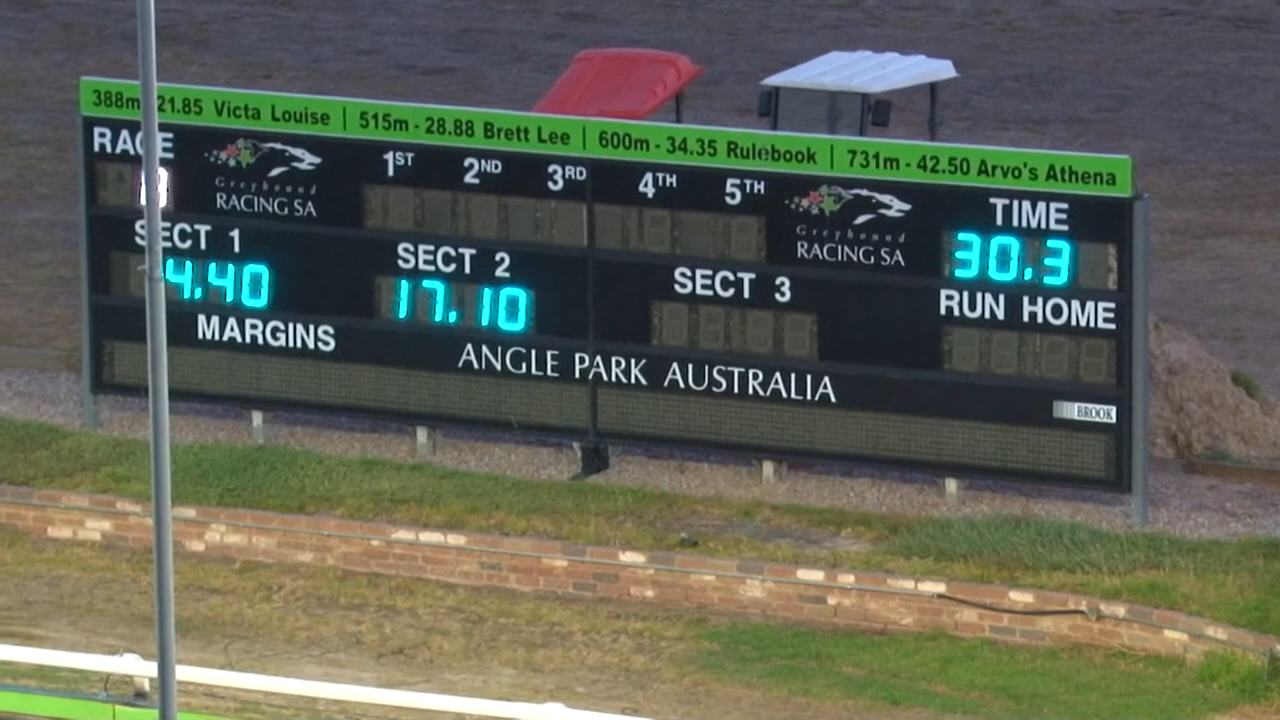 388m 21.85 Victa Louise | 515m - 28.88 Brett Lee | 600m - 34.35 Rulebook | 731m - 42.50 Arvo's Athena
RACE
Greyhound
RACING SA
1ST 2ND 3RD 4TH 5TH
Greyhound
RACING SA
TIME
30.3
SECT 1
4.40
SECT 2
17.10
SECT 3
RUN HOME
MARGINS
ANGLE PARK AUSTRALIA
BROOK